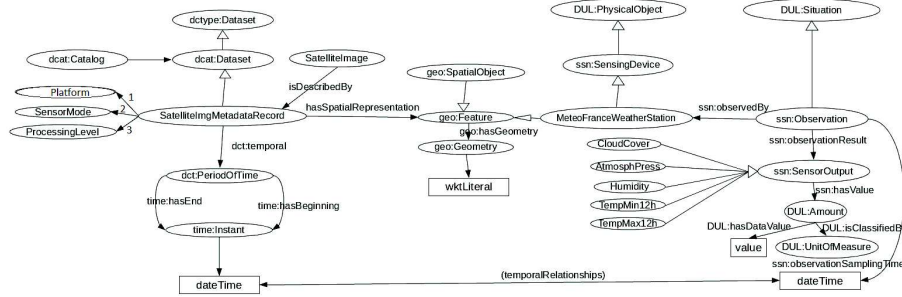 dctype:Dataset
DUL:PhysicalObject
DUL:Situation
dcat:Catalog
dcat:Dataset
SatelliteImage
geo:SpatialObject
ssn:SensingDevice
isDescribedBy
Platform
1
SensorMode
2
ProcessingLevel
3
SatelliteImgMetadataRecord
hasSpatialRepresentation
geo:Feature
geo:hasGeometry
MeteoFranceWeatherStation
ssn:observedBy
ssn:Observation
ssn:observationResult
dct:temporal
geo:Geometry
CloudCover
AtmosphPress
Humidity
TempMin12h
TempMax12h
ssn:SensorOutput
ssn:hasValue
dct:PeriodOfTime
wktLiteral
time:hasEnd
time:hasBeginning
DUL:Amount
DUL:hasDataValue
DUL:isClassifiedBy
time:Instant
value
DUL:UnitOfMeasure
ssn:observationSamplingTime
dateTime
(temporalRelationships)
dateTime